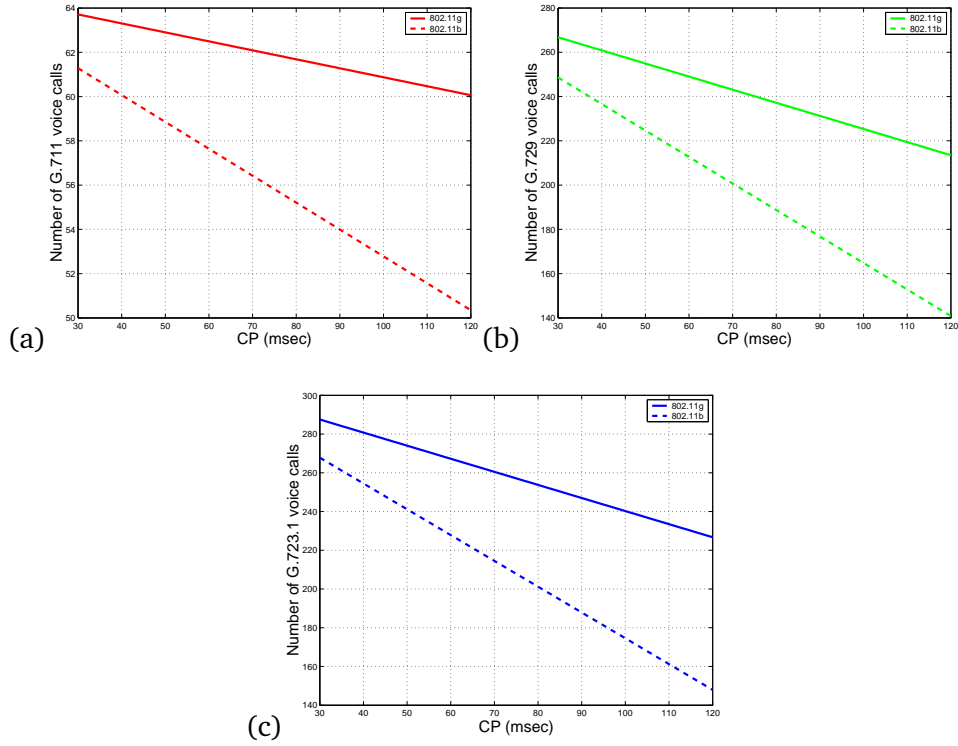 64
62
60
58
56
54
52
50
Number of G.711 voice calls
802.11g
802.11b
30 40 50 60 70 80 90 100 110 120
CP (msec)
(a)
280
260
240
220
200
180
160
140
Number of G.729 voice calls
802.11g
802.11b
30 40 50 60 70 80 90 100 110 120
CP (msec)
(b)
300
280
260
240
220
200
180
160
140
Number of G.723.1 voice calls
802.11g
802.11b
30 40 50 60 70 80 90 100 110 120
CP (msec)
(c)